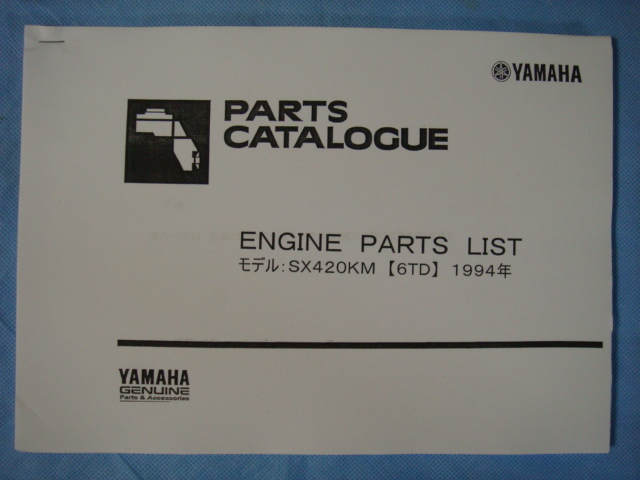 YAMAHA
PARTS
CATALOGUE
ENGINE PARTS LIST
モデル:SX420KM 【6TD】 1994年
YAMAHA
GENUINE
Parts & Accessories